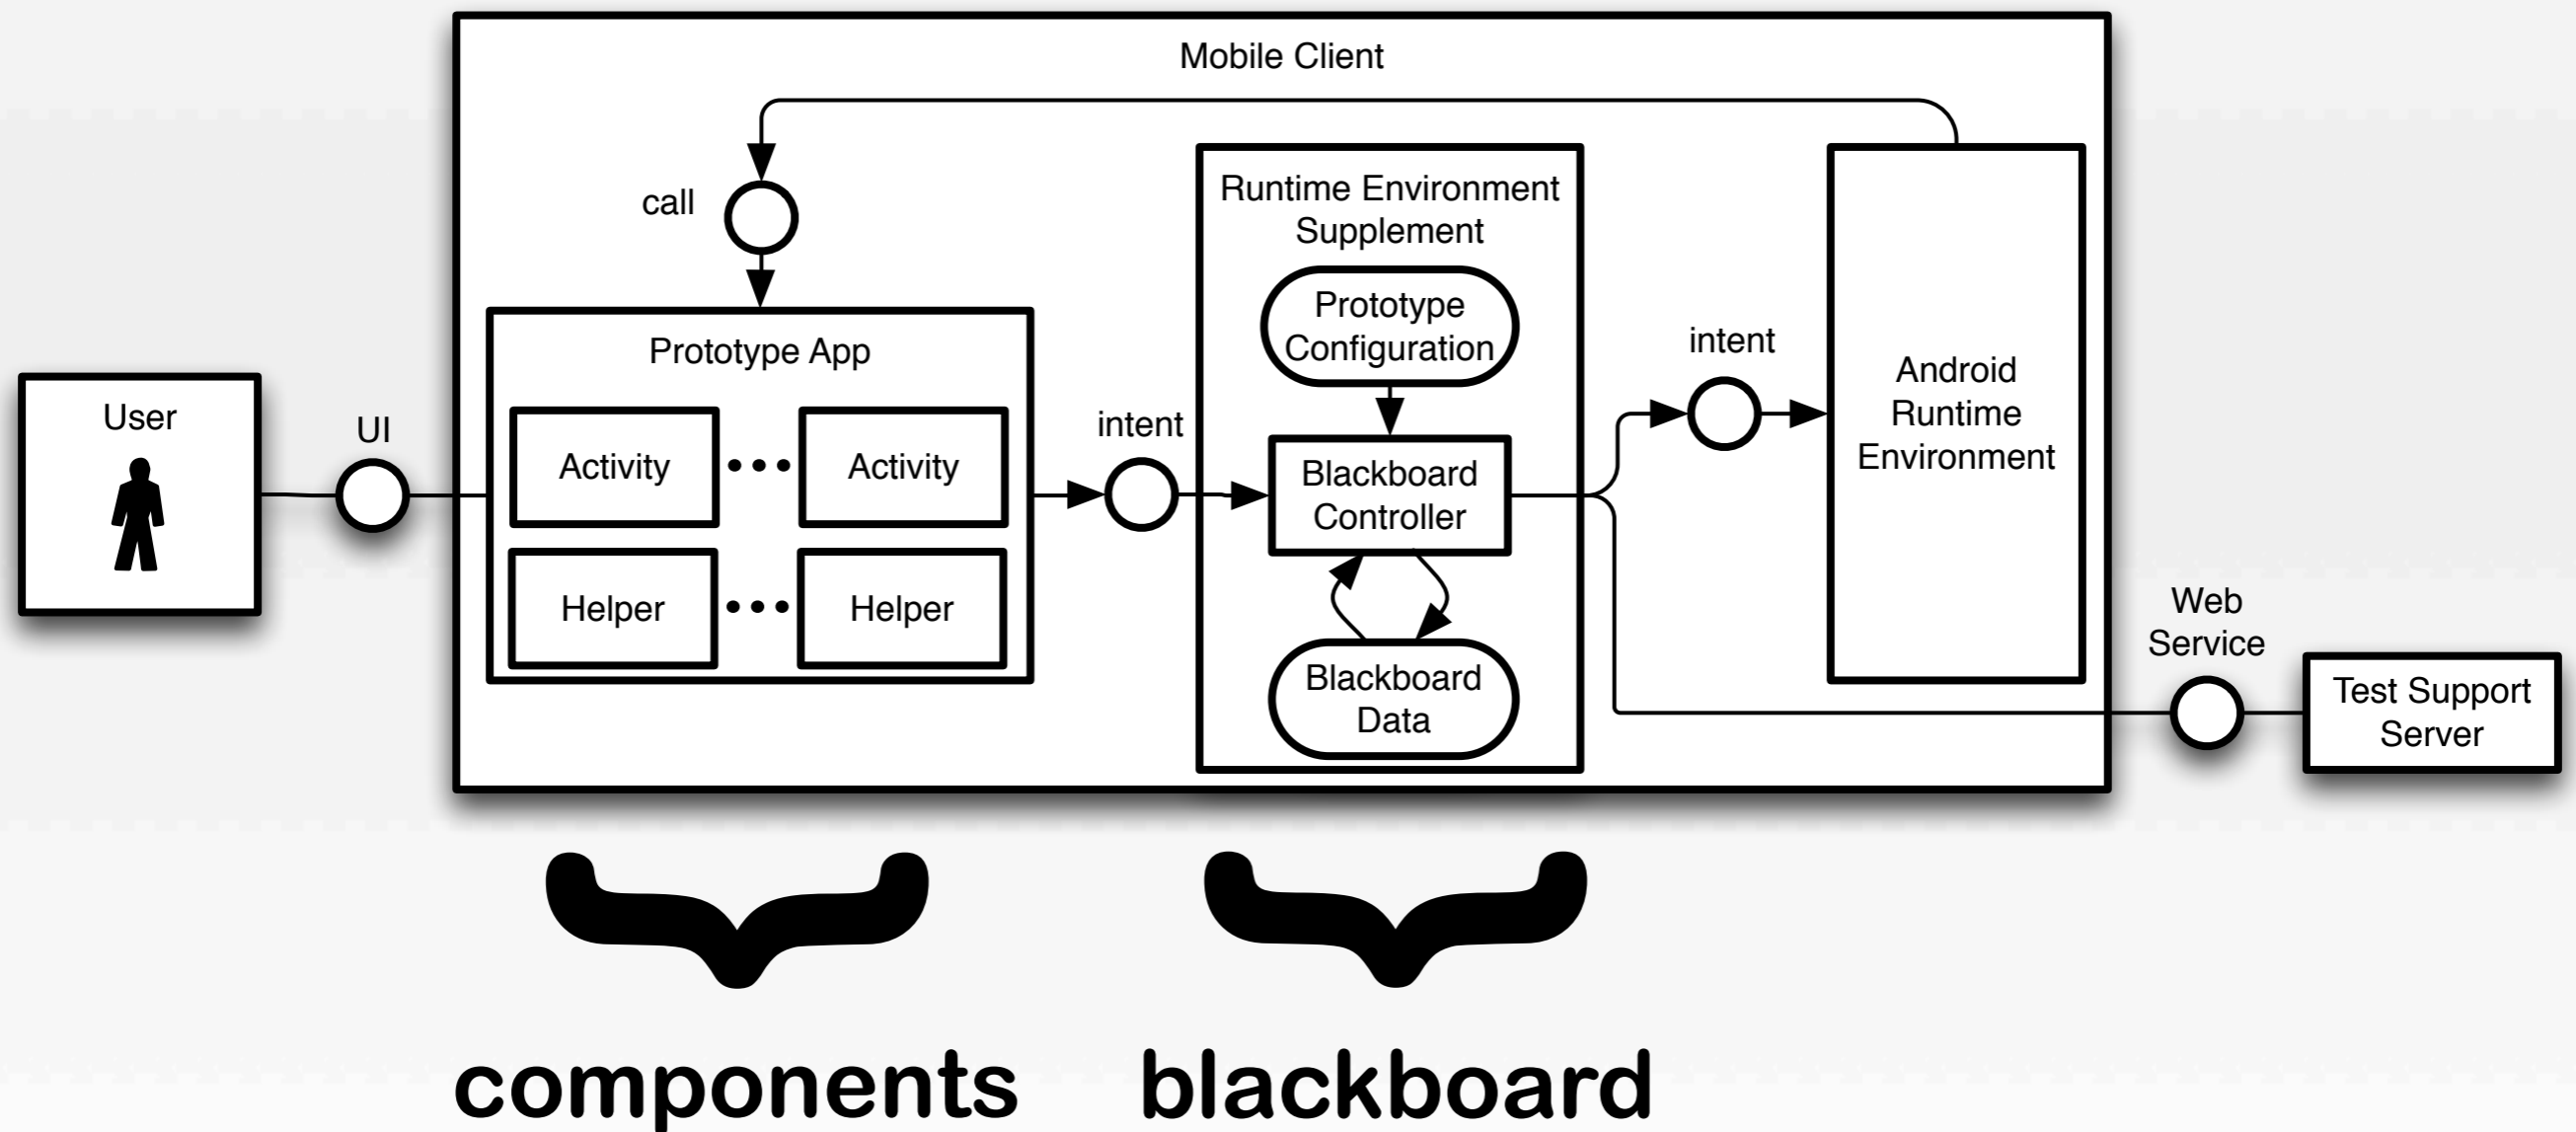 Mobile Client
call
Runtime Environment
Supplement
Prototype
Configuration
Prototype App
intent
Android
Runtime
Environment
User
UI
intent
Activity
Activity
Blackboard
Controller
Helper
Helper
Web
Service
Blackboard
Data
Test Support
Server
components
blackboard